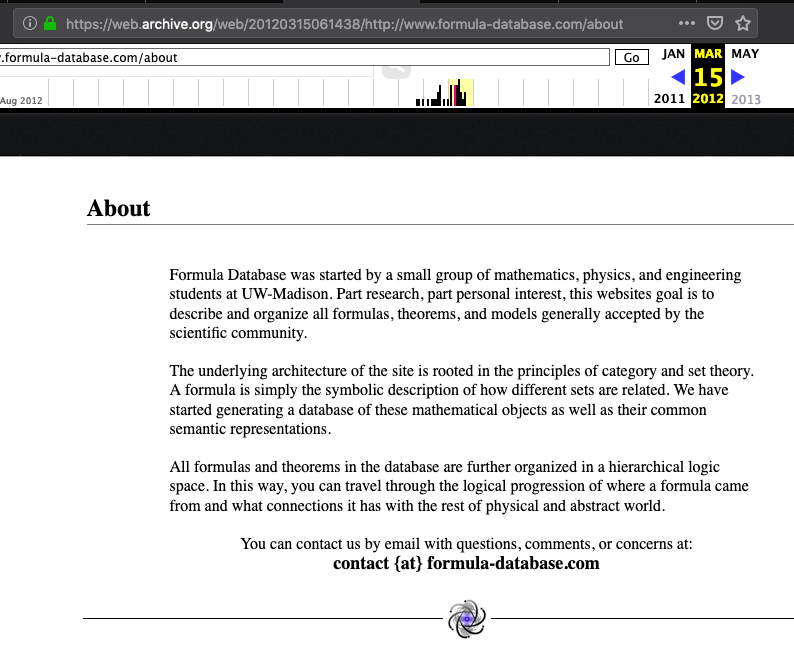 https://web.archive.org/web/20120315061438/http://www.formula-database.com/about
.formula-database.com/about Go JAN MAR MAY
15
Aug 2012 2011 2012 2013
About
Formula Database was started by a small group of mathematics, physics, and engineering
students at UW-Madison. Part research, part personal interest, this websites goal is to
describe and organize all formulas, theorems, and models generally accepted by the
scientific community.
The underlying architecture of the site is rooted in the principles of category and set theory.
A formula is simply the symbolic description of how different sets are related. We have
started generating a database of these mathematical objects as well as their common
semantic representations.
All formulas and theorems in the database are further organized in a hierarchical logic
space. In this way, you can travel through the logical progression of where a formula came
from and what connections it has with the rest of physical and abstract world.
You can contact us by email with questions, comments, or concerns at:
contact {at} formula-database.com